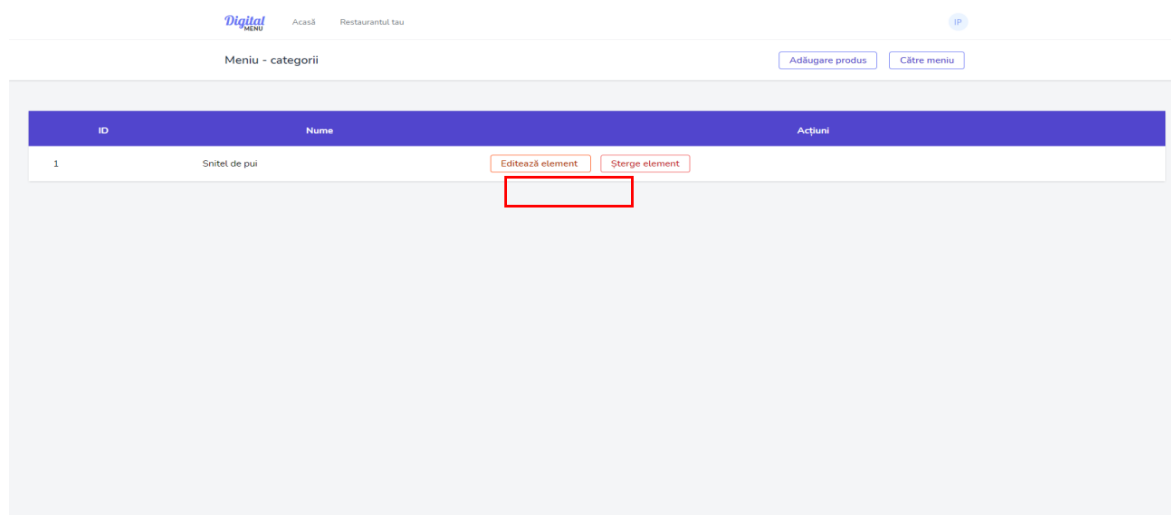 Digital Acasă Restaurantul tau IP
MENU
Meniu - categorii Adăugare produs Către meniu
ID Nume Acțiuni
1 Snitel de pui Editează element Șterge element